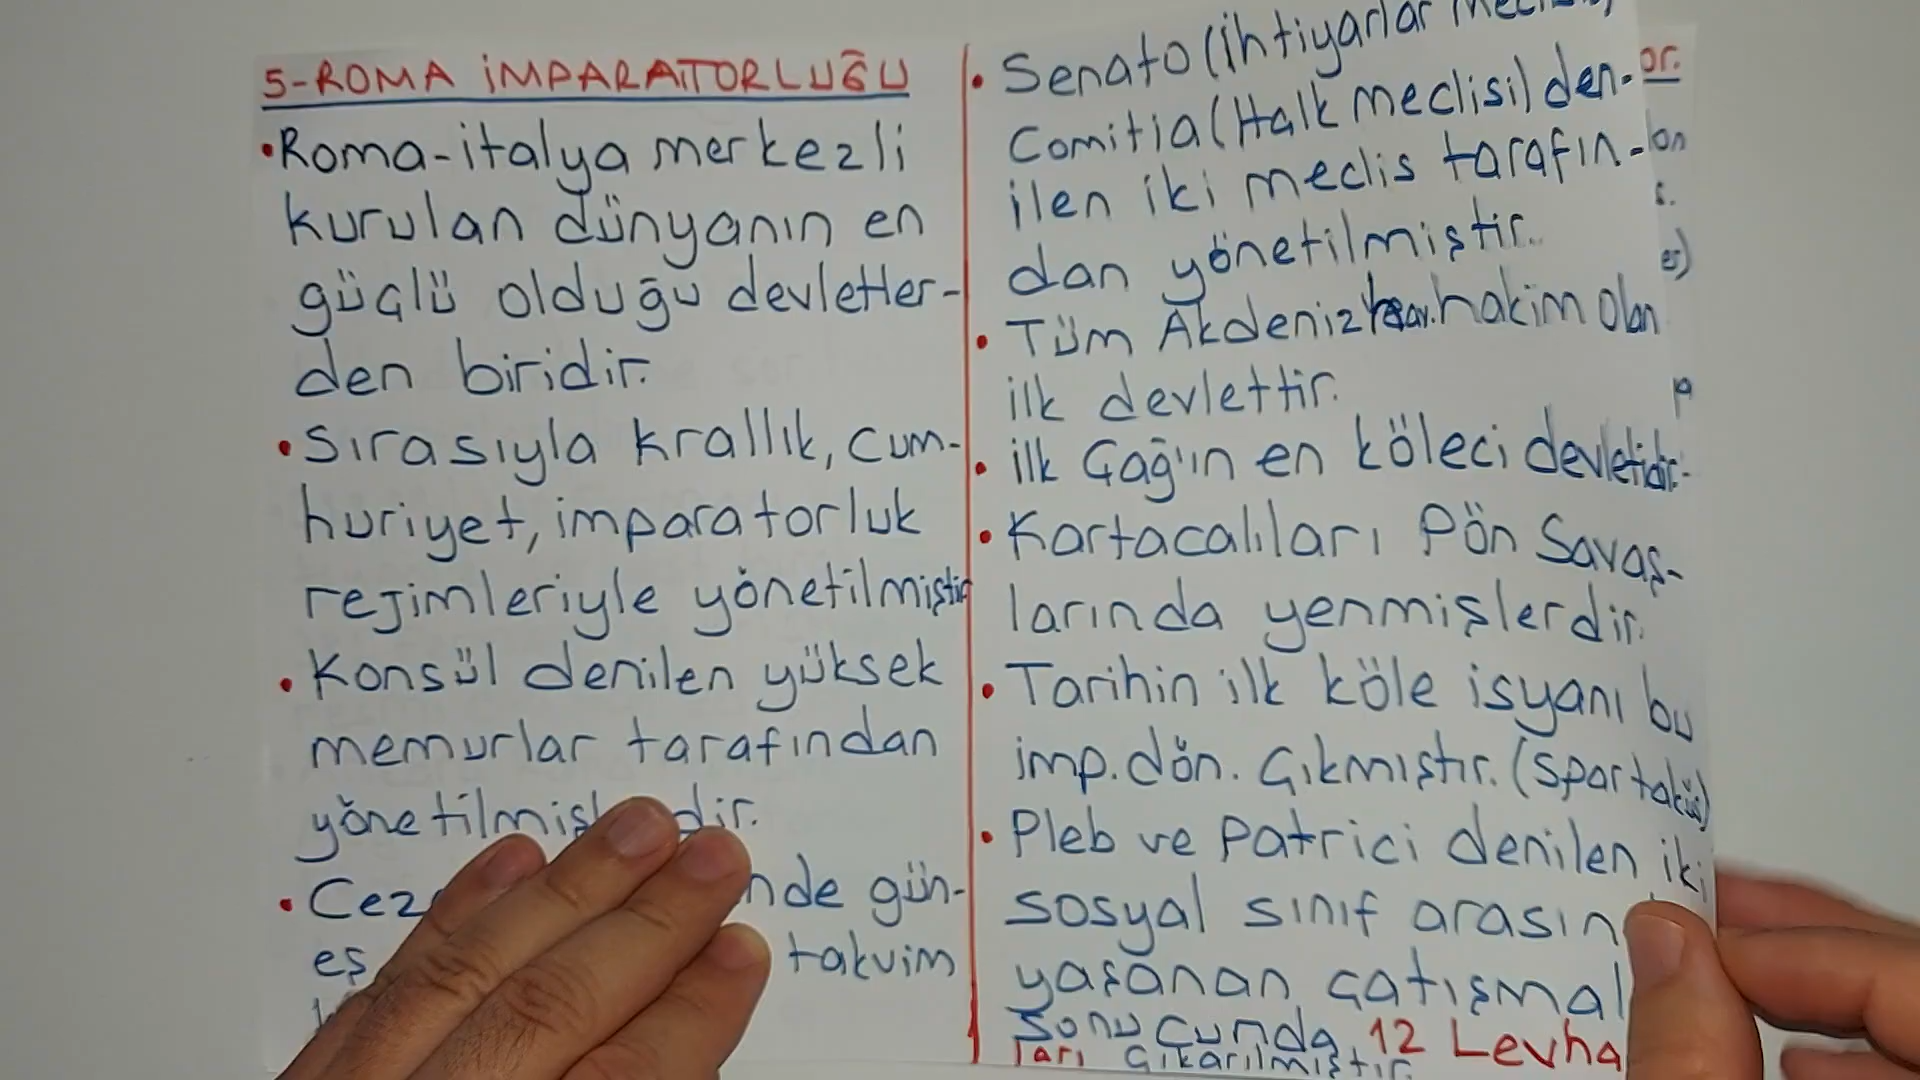 5-ROMA İMPARATORLUĞU
•Roma-italya merkezli
kurulan dünyanın en
güçlü olduğu devletler-
den biridir.
•Sırasıyla krallık, cum-
huriyet, imparatorluk
rejimleriyle yönetilmiştir
•Konsül denilen yüksek
memurlar tarafından
dir.
gün-
takvim
•Senato (ihtiyarlar
Comitia (Halk meclisi) den-
ilen iki meclis tarafın-
dan yönetilmiştir.
•Tüm Akdeniz hav. hakim olan
ilk devlettir.
•ilk Çağ'ın en köleci devletidir.
•Kartacalıları Pön Savaş-
larında yenmişlerdir.
•Tarihin ilk köle isyanı bu
imp. dön. çıkmıştır. (Spartaküs)
•Pleb ve patrici denilen iki
sosyal sınıf arasın
yaşanan çatışmal
sonucunda 12 Levha
ları çıkarılmıştır.